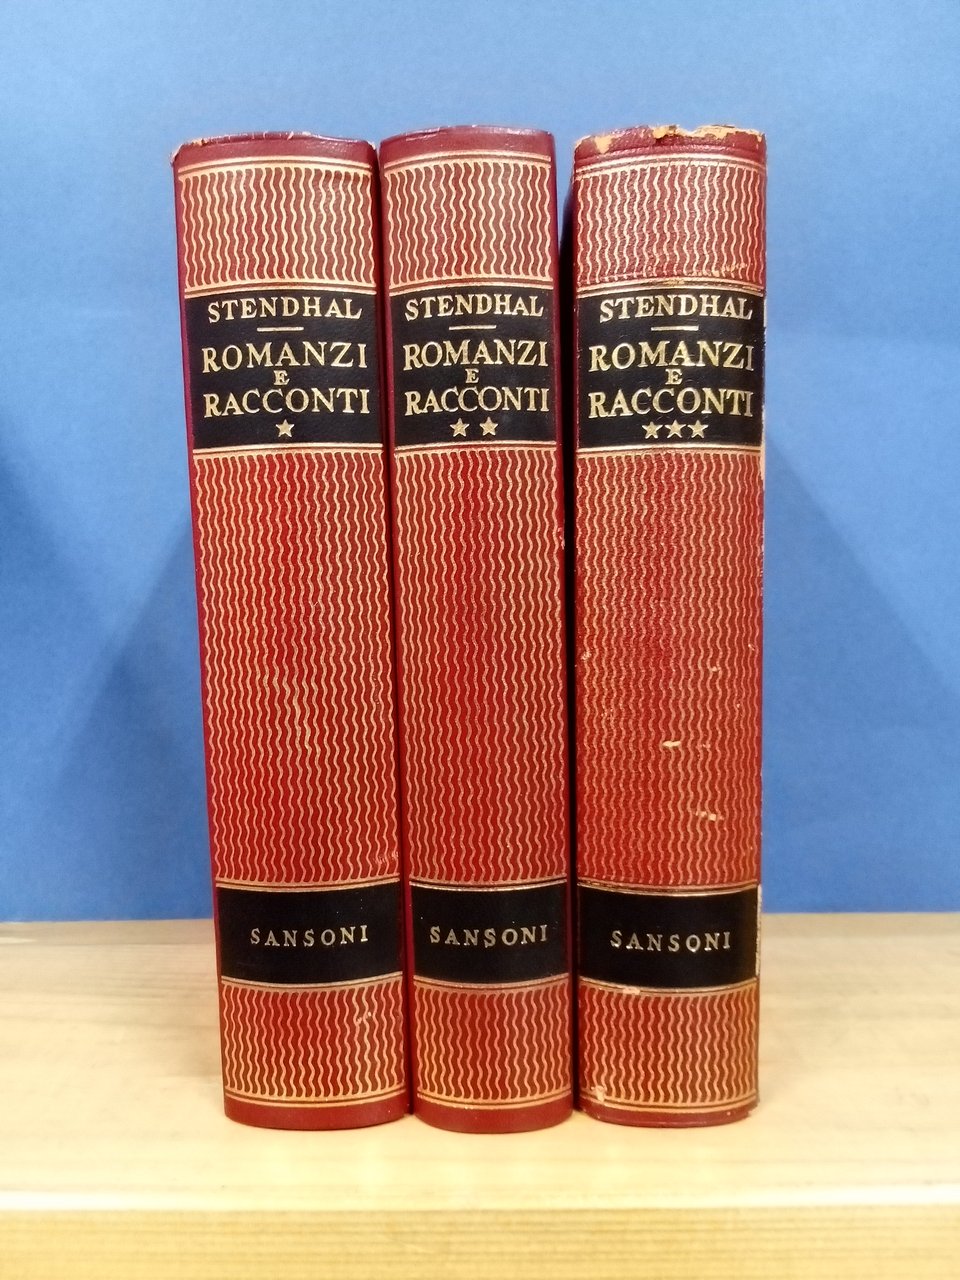 STENDHAL
ROMANZI
E
RACCONTI
★
SANSONI
STENDHAL
ROMANZI
E
RACCONTI
★★
SANSONI
STENDHAL
ROMANZI
E
RACCONTI
★★★
SANSONI